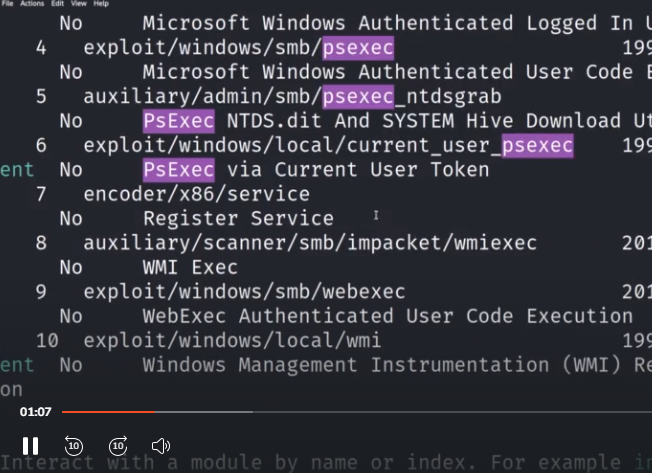 File Actions Edit View Help
No Microsoft Windows Authenticated Logged In U
4 exploit/windows/smb/psexec 199
No Microsoft Windows Authenticated User Code E
5 auxiliary/admin/smb/psexec_ntdsgrab
No PsExec NTDS.dit And SYSTEM Hive Download Ut
6 exploit/windows/local/current_user_psexec 199
ent No PsExec via Current User Token
7 encoder/x86/service
No Register Service
8 auxiliary/scanner/smb/impacket/wmiexec 201
No WMI Exec
9 exploit/windows/smb/webexec 201
No WebExec Authenticated User Code Execution
10 exploit/windows/local/wmi 199
ent No Windows Management Instrumentation (WMI) Re
on
01:07
10 10
Interact with a module by name or index. For example in